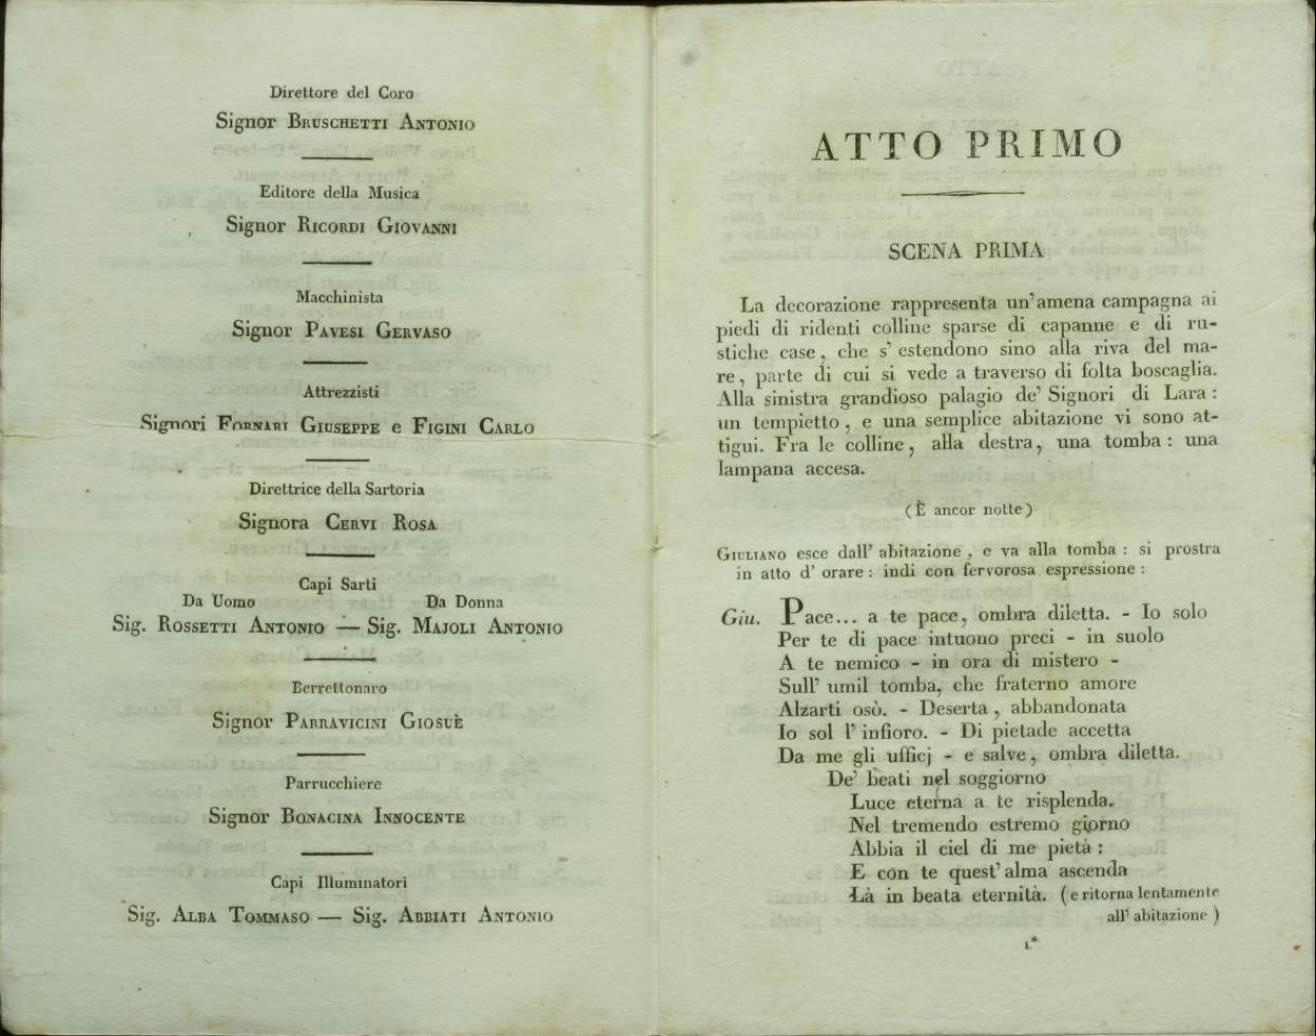 Direttore del Coro
Signor Bruschetti Antonio
Editore della Musica
Signor Ricordi Giovanni
Macchinista
Signor Pavesi Gervaso
Attrezzisti
Signori Fornari Giuseppe e Figini Carlo
Direttrice della Sartoria
Signora Cervi Rosa
Capi Sarti
Da Uomo Da Donna
Sig. Rossetti Antonio — Sig. Majoli Antonio
Berrettonaro
Signor Parravicini Giosuè
Parrucchiere
Signor Bonacina Innocente
Capi Illuminatori
Sig. Alba Tommaso — Sig. Abbiati Antonio
ATTO PRIMO
SCENA PRIMA
La decorazione rappresenta un'amena campagna ai
piedi di ridenti colline sparse di capanne e di ru-
stiche case, che s' estendono sino alla riva del ma-
re, parte di cui si vede a traverso di folta boscaglia.
Alla sinistra grandioso palagio de' Signori di Lara:
un tempietto, e una semplice abitazione vi sono at-
tigui. Fra le colline, alla destra, una tomba: una
lampana accesa.
(È ancor notte)
Giuliano esce dall' abitazione, e va alla tomba: si prostra
in atto d' orare: indi con fervorosa espressione:
Giu. Pace... a te pace, ombra diletta. - Io solo
Per te di pace intuono preci - in suolo
A te nemico - in ora di mistero -
Sull' umil tomba, che fraterno amore
Alzarti osò. - Deserta, abbandonata
Io sol l' infioro. - Di pietade accetta
Da me gli ufficj - e salve, ombra diletta.
De' beati nel soggiorno
Luce eterna a te risplenda.
Nel tremendo estremo giorno
Abbia il ciel di me pietà:
E con te quest' alma ascenda
Là in beata eternità. (e ritorna lentamente
all' abitazione)
1*